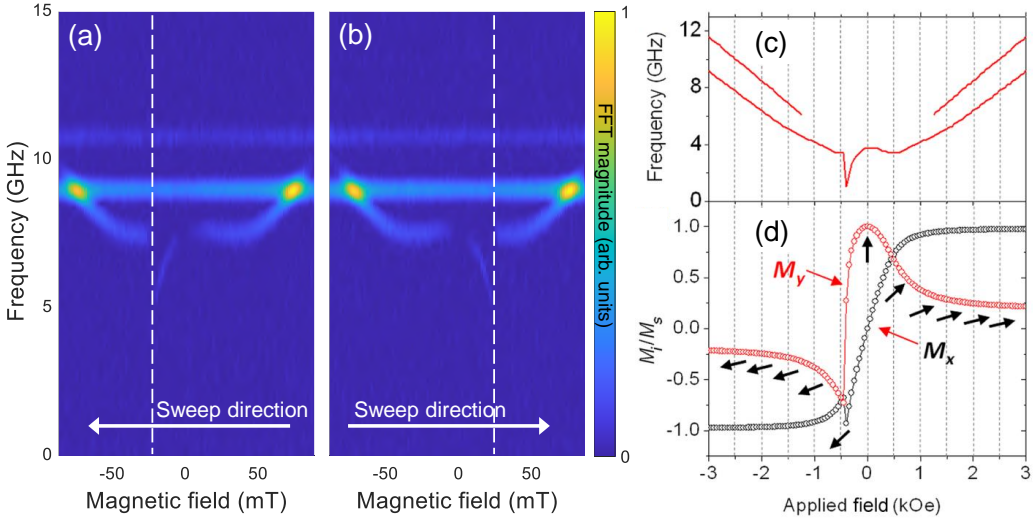 (a)
(b)
Frequency (GHz)
15
10
5
0
Sweep direction
Sweep direction
-50
0
50
-50
0
50
Magnetic field (mT)
Magnetic field (mT)
1
FFT magnitude (arb. units)
0
(c)
Frequency (GHz)
12
8
4
0
(d)
Mi/Ms
1.0
0.5
0.0
-0.5
-1.0
My
Mx
-3
-2
-1
0
1
2
3
Applied field (kOe)